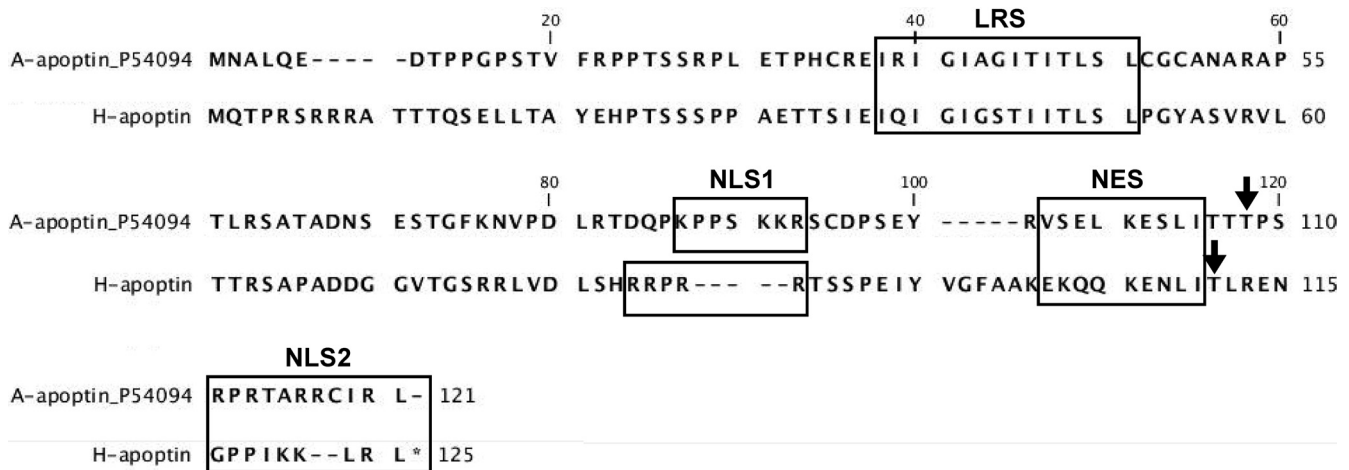 20 40 LRS 60
A-apoptin_P54094 MNALQE---- -DTPPGPSTV FRPPTSSRPL ETPHCREIRI GIAGITITLS LCGCANARAP 55
H-apoptin MQTPRSRRRA TTTQSELLTA YEHPTSSSPP AETTSIEIQI GIGSTIITLS LPGYASVRVL 60
80 NLS1 100 NES 120
A-apoptin_P54094 TLRSATADNS ESTGFKNVPD LRTDQPKPPS KKRSCDPSEY -----RVSEL KESLITTTPS 110
H-apoptin TTRSAPADDG GVTGSRRLVD LSHRRPR--- --RTSSPEIY VGFAAKEKQQ KENLITLREN 115
NLS2
A-apoptin_P54094 RPRTARRCIR L- 121
H-apoptin GPPIKK--LR L* 125